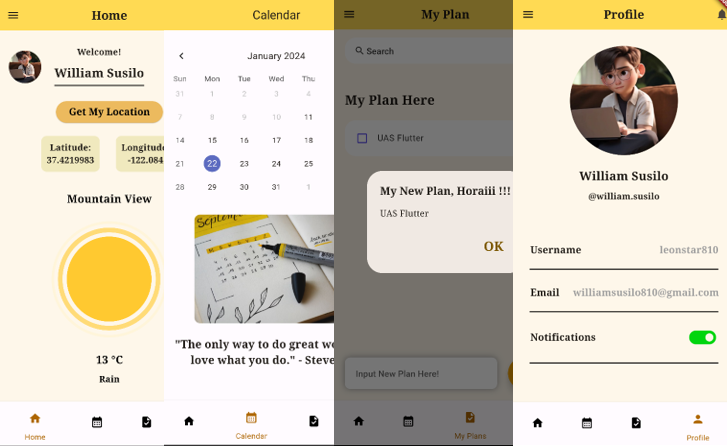 Home
Welcome!
William Susilo
Get My Location
Latitude:
37.4219983
Longitud
-122.084
Mountain View
13 °C
Rain
Home
Calendar
January 2024
Sun Mon Tue Wed Thu
31 1 2 3 4
7 8 9 10 11
14 15 16 17 18
21 22 23 24 25
28 29 30 31 1
September
"The only way to do great wo
love what you do." - Steve
Calendar
My Plan
Search
My Plan Here
UAS Flutter
My New Plan, Horaiii !!!
UAS Flutter
OK
Input New Plan Here!
My Plans
Profile
William Susilo
@william.susilo
Username leonstar810
Email williamsusilo810@gmail.com
Notifications
Profile